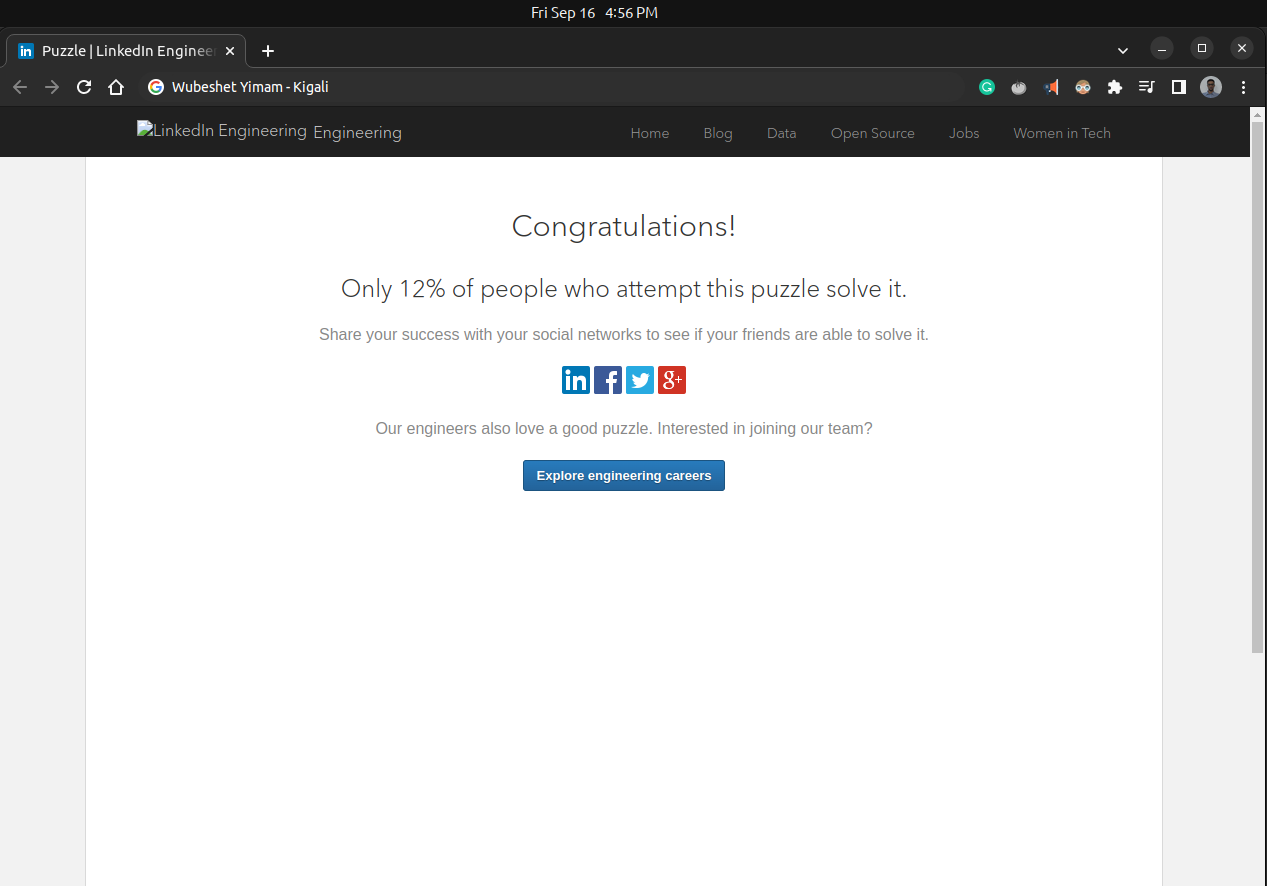 Fri Sep 16 4:56 PM
Puzzle | LinkedIn Enginee
Wubeshet Yimam - Kigali
LinkedIn Engineering Engineering Home Blog Data Open Source Jobs Women in Tech
Congratulations!
Only 12% of people who attempt this puzzle solve it.
Share your success with your social networks to see if your friends are able to solve it.
in f g+
Our engineers also love a good puzzle. Interested in joining our team?
Explore engineering careers